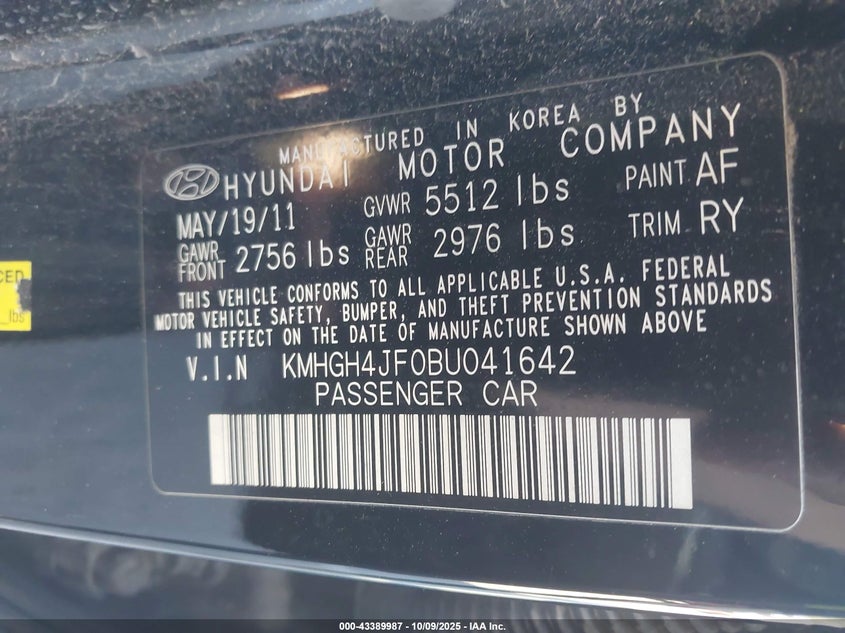 MANUFACTURED IN KOREA BY
HYUNDAI MOTOR COMPANY
MAY/19/11 GVWR 5512 lbs PAINT AF
GAWR FRONT 2756 lbs GAWR REAR 2976 lbs TRIM RY
THIS VEHICLE CONFORMS TO ALL APPLICABLE U.S.A. FEDERAL
MOTOR VEHICLE SAFETY, BUMPER, AND THEFT PREVENTION STANDARDS
IN EFFECT ON THE DATE OF MANUFACTURE SHOWN ABOVE
V.I.N KMHGH4JF0BU041642
PASSENGER CAR
lbs
000-43389987 - 10/09/2025 - IAA Inc.